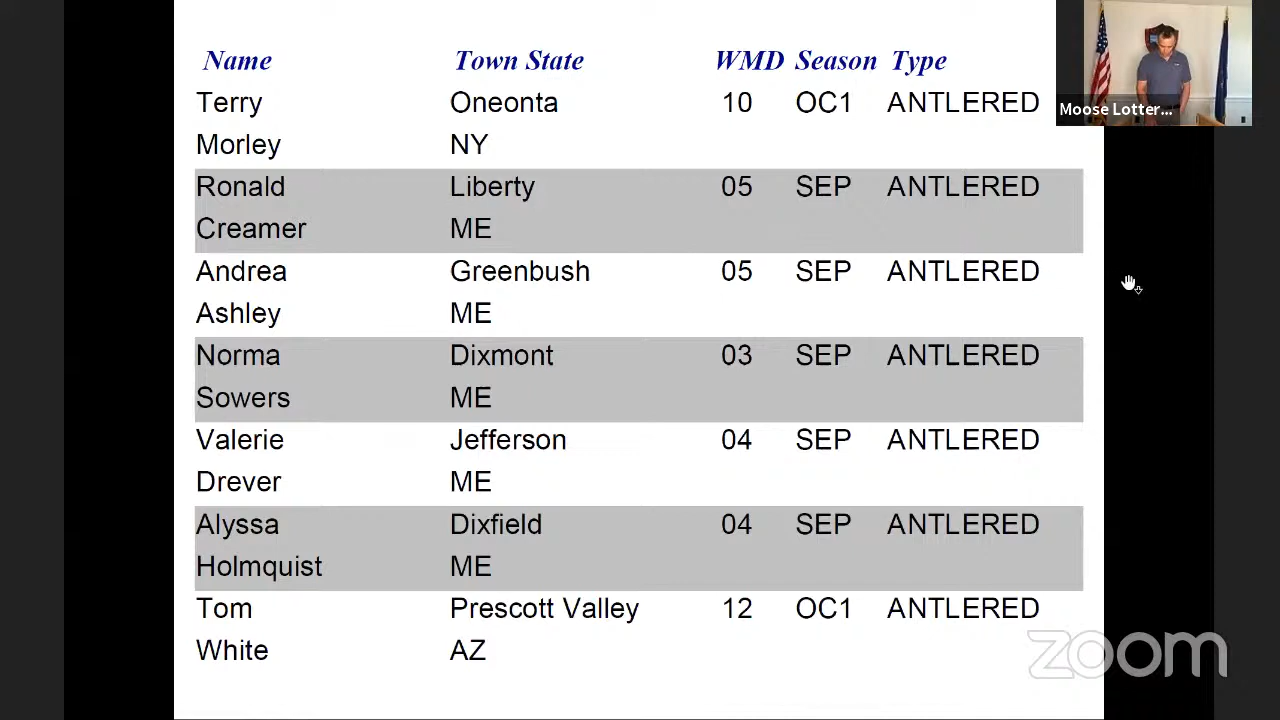 Name Town State WMD Season Type
Terry Oneonta 10 OC1 ANTLERED
Morley NY
Ronald Liberty 05 SEP ANTLERED
Creamer ME
Andrea Greenbush 05 SEP ANTLERED
Ashley ME
Norma Dixmont 03 SEP ANTLERED
Sowers ME
Valerie Jefferson 04 SEP ANTLERED
Drever ME
Alyssa Dixfield 04 SEP ANTLERED
Holmquist ME
Tom Prescott Valley 12 OC1 ANTLERED
White AZ
Moose Lotter...
zoom